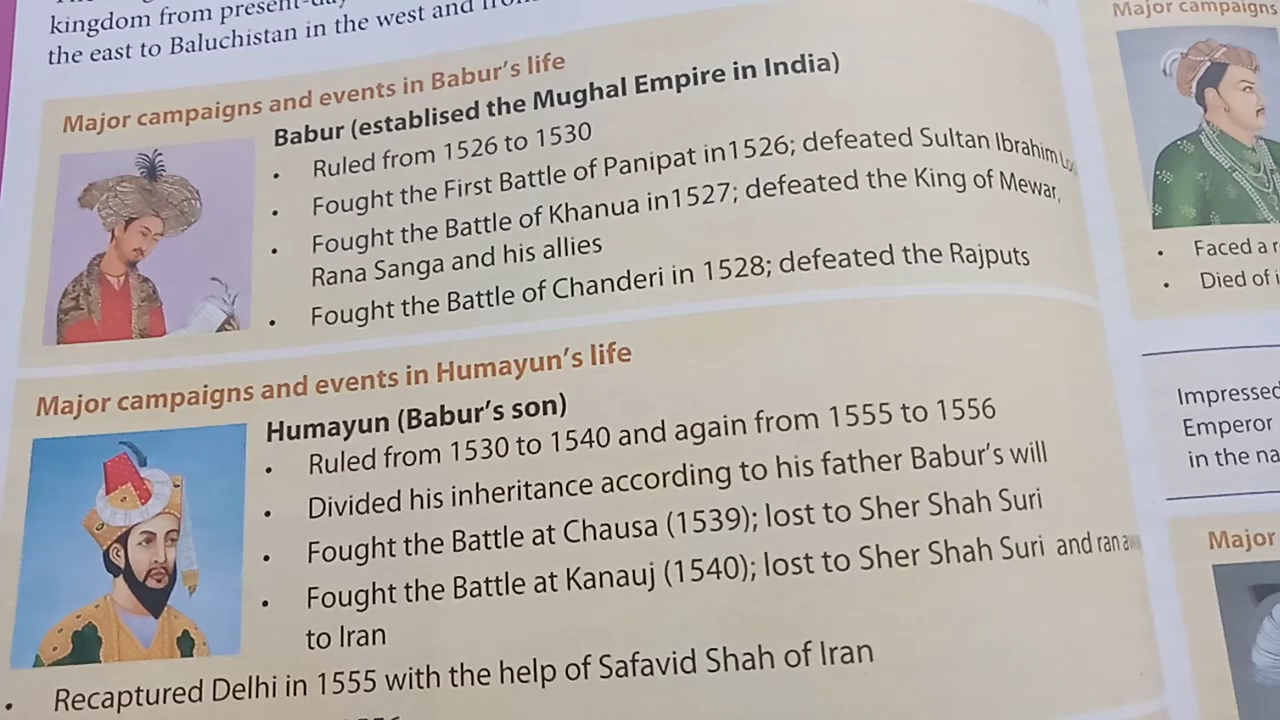 kingdom from present-day
the east to Baluchistan in the west and from
Major campaigns and events in Babur's life
Babur (establised the Mughal Empire in India)
• Ruled from 1526 to 1530
• Fought the First Battle of Panipat in1526; defeated Sultan Ibrahim
• Fought the Battle of Khanua in1527; defeated the King of Mewar,
Rana Sanga and his allies
• Fought the Battle of Chanderi in 1528; defeated the Rajputs
Major campaigns and events in Humayun's life
Humayun (Babur's son)
• Ruled from 1530 to 1540 and again from 1555 to 1556
• Divided his inheritance according to his father Babur's will
• Fought the Battle at Chausa (1539); lost to Sher Shah Suri
• Fought the Battle at Kanauj (1540); lost to Sher Shah Suri and ran
to Iran
• Recaptured Delhi in 1555 with the help of Safavid Shah of Iran
Major campaigns
• Faced a
• Died of
Impressed
Emperor
in the
Major